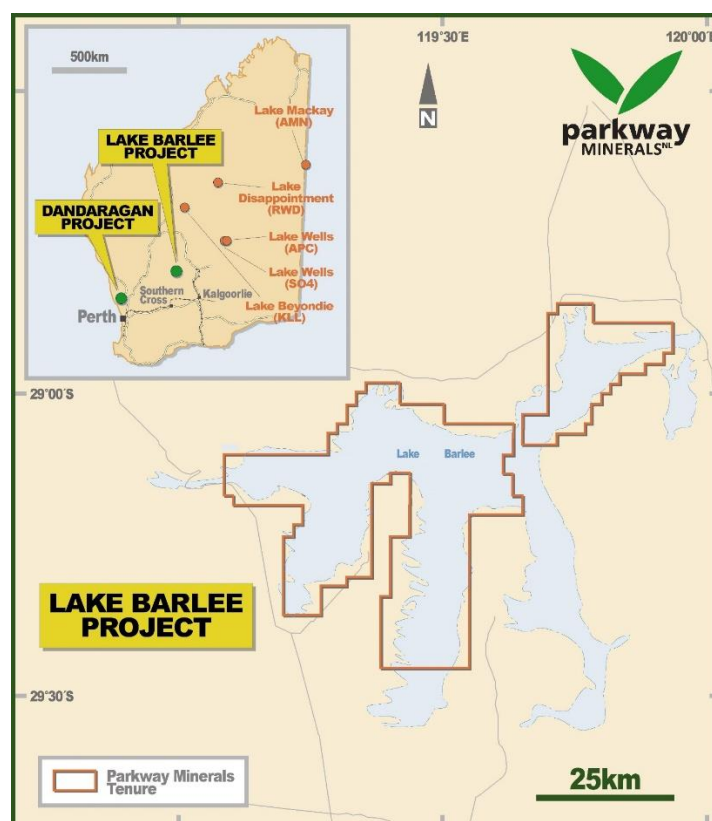 119°30´E
120°00´E
500km
Lake Mackay
(AMN)
LAKE BARLEE
PROJECT
Lake
Disappointment
(RWD)
DANDARAGAN
PROJECT
Lake Wells
(APC)
Lake Wells
(SO4)
Southern
Cross
Kalgoorlie
Perth
Lake Beyondie
(KLL)
N
parkway
MINERALS NL
29°00´S
Lake Barlee
LAKE BARLEE
PROJECT
29°30´S
Parkway Minerals
Tenure
25km